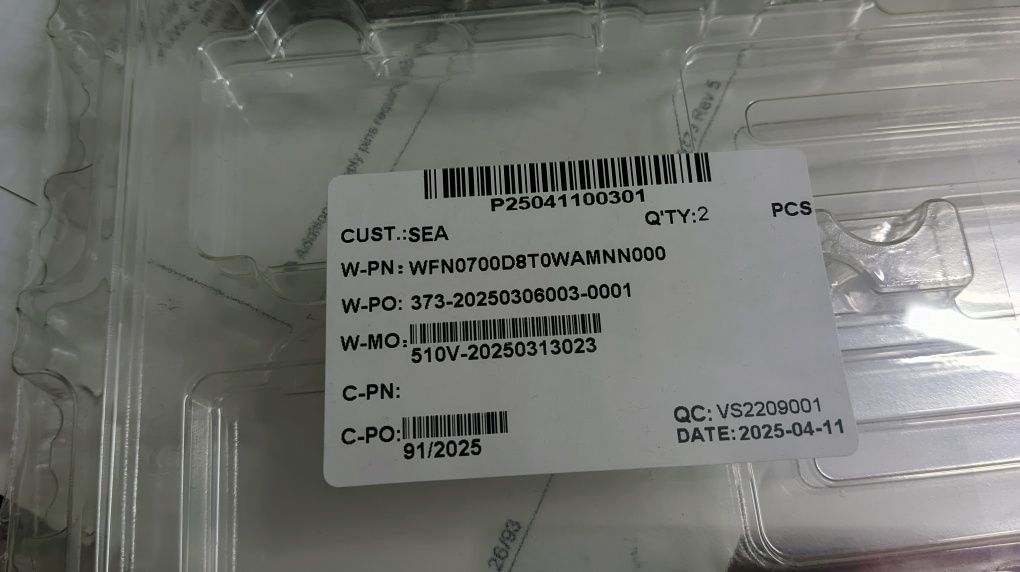 P25041100301
CUST.:SEA Q'TY:2 PCS
W-PN: WFN0700D8T0WAMNN000
W-PO: 373-20250306003-0001
W-MO:
510V-20250313023
C-PN:
C-PO:
91/2025
QC: VS2209001
DATE: 2025-04-11
Rev 5
26/93